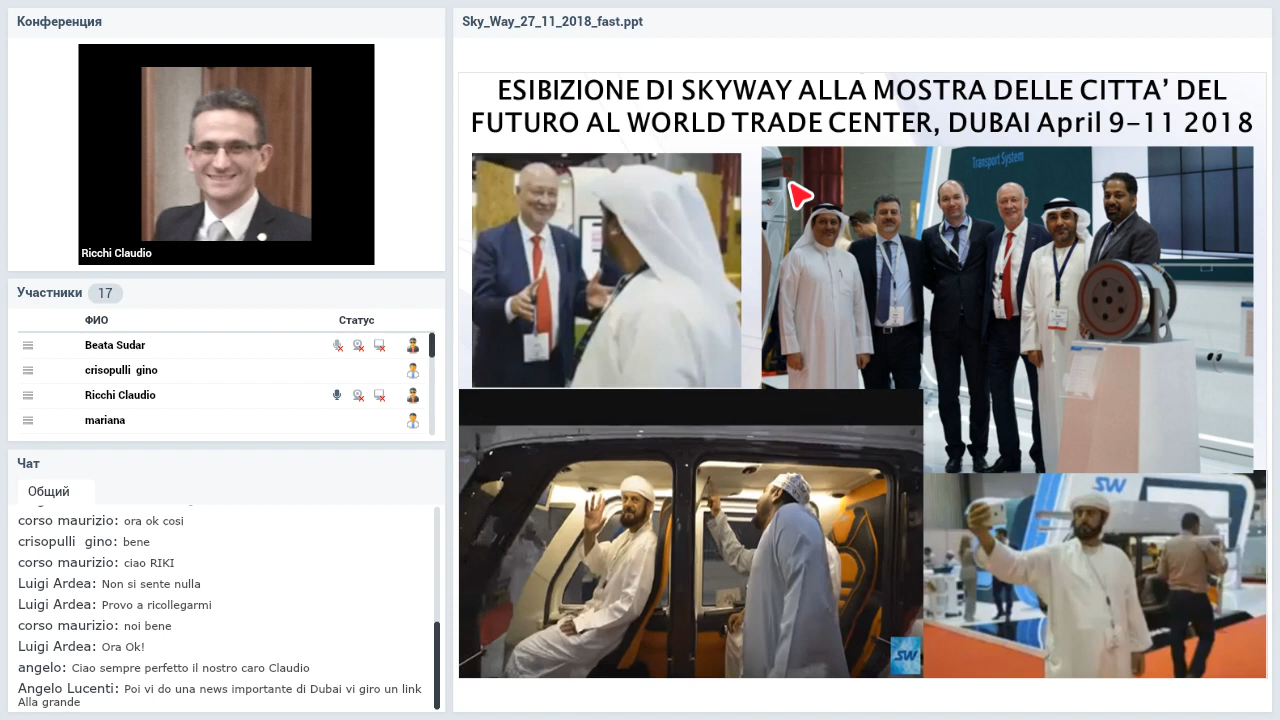 Конференция
Ricchi Claudio
Участники 17
ФИО Статус
Beata Sudar
crisopulli gino
Ricchi Claudio
mariana
Чат
Общий
corso maurizio: ora ok cosi
crisopulli gino: bene
corso maurizio: ciao RIKI
Luigi Ardea: Non si sente nulla
Luigi Ardea: Provo a ricollegarmi
corso maurizio: noi bene
Luigi Ardea: Ora Ok!
angelo: Ciao sempre perfetto il nostro caro Claudio
Angelo Lucenti: Poi vi do una news importante di Dubai vi giro un link
Alla grande
Sky_Way_27_11_2018_fast.ppt
ESIBIZIONE DI SKYWAY ALLA MOSTRA DELLE CITTA’ DEL
FUTURO AL WORLD TRADE CENTER, DUBAI April 9–11 2018
Transport System
SW
SW